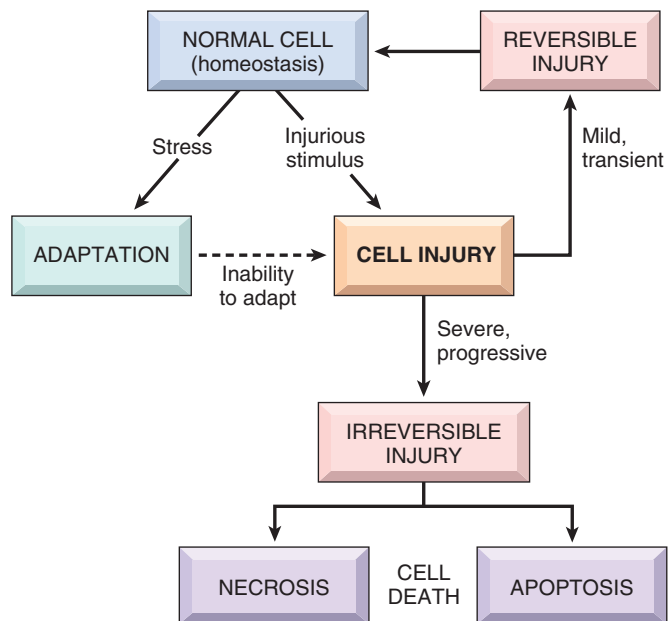 NORMAL CELL
(homeostasis)
REVERSIBLE
INJURY
Stress
Injurious
stimulus
Mild,
transient
ADAPTATION
Inability
to adapt
CELL INJURY
Severe,
progressive
IRREVERSIBLE
INJURY
NECROSIS
CELL
DEATH
APOPTOSIS